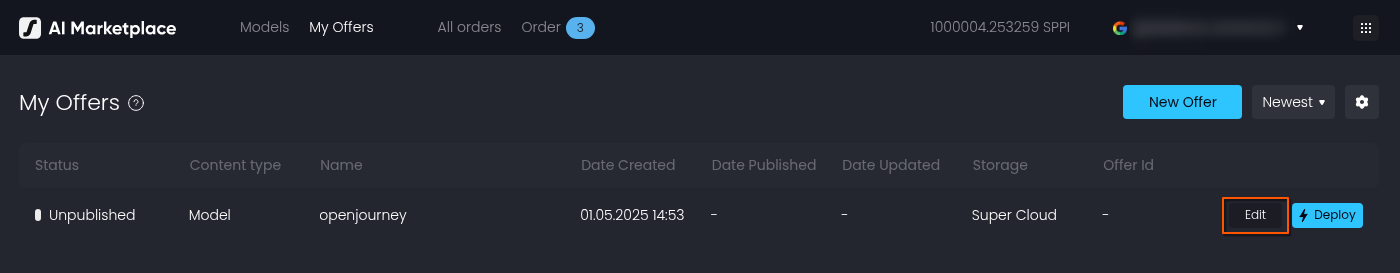 AI Marketplace Models My Offers All orders Order 3 1000004.253259 SPPI
My Offers ? New Offer Newest
Status Content type Name Date Created Date Published Date Updated Storage Offer Id
Unpublished Model openjourney 01.05.2025 14:53 - - Super Cloud - Edit Deploy